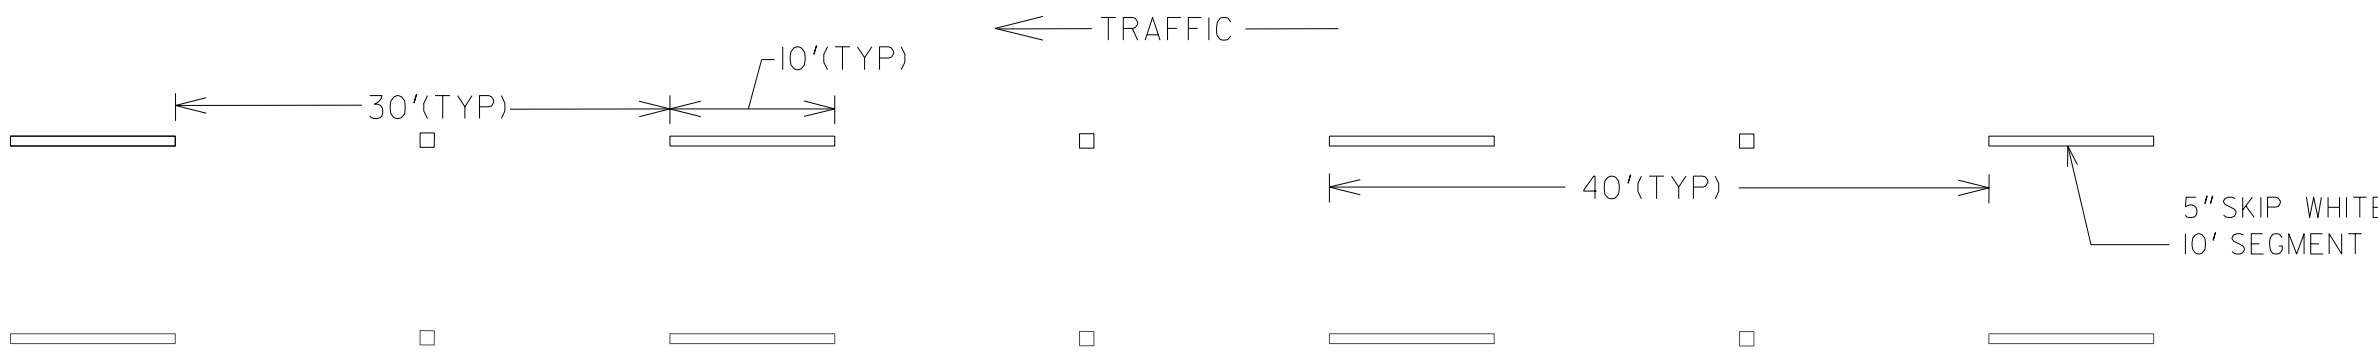 TRAFFIC
10'(TYP)
30'(TYP)
40'(TYP)
5" SKIP WHITE
10' SEGMENT